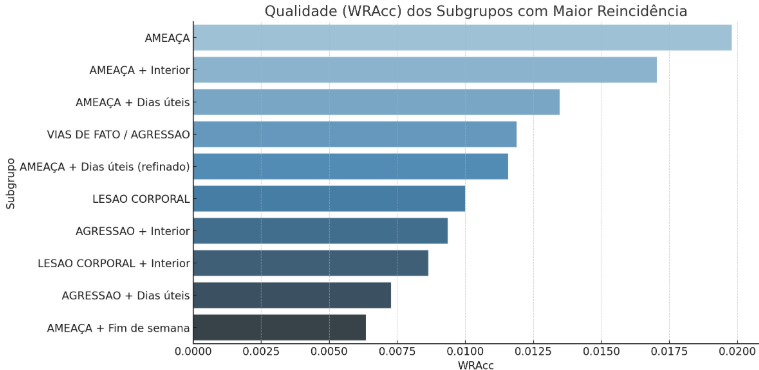 Qualidade (WRAcc) dos Subgrupos com Maior Reincidência
AMEAÇA
AMEAÇA + Interior
AMEAÇA + Dias úteis
VIAS DE FATO / AGRESSAO
AMEAÇA + Dias úteis (refinado)
LESAO CORPORAL
AGRESSAO + Interior
LESAO CORPORAL + Interior
AGRESSAO + Dias úteis
AMEAÇA + Fim de semana
Subgrupo
0.0000 0.0025 0.0050 0.0075 0.0100 0.0125 0.0150 0.0175 0.0200
WRAcc